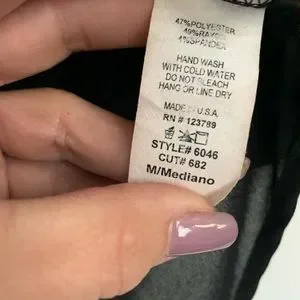 47%POLYESTER
49%RAYON
4%SPANDEX
HAND WASH
WITH COLD WATER
DO NOT BLEACH
HANG OR LINE DRY
MADE IN U.S.A.
RN # 123789
STYLE# 6046
CUT# 682
M/Mediano